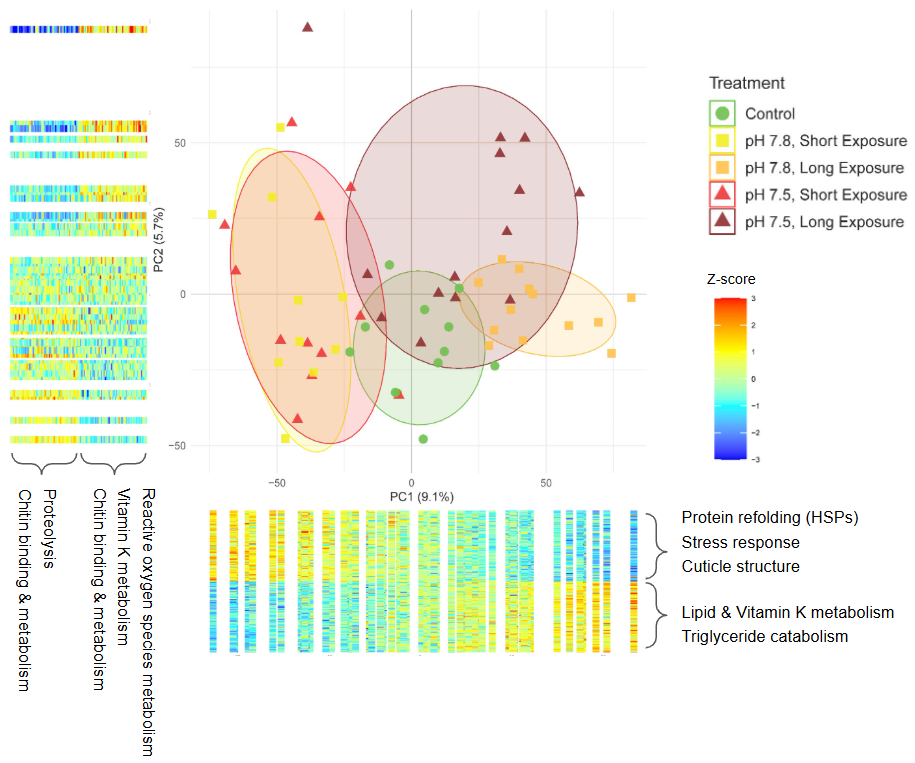 50
0
−50
PC2 (5.7%)
−50
0
50
PC1 (9.1%)
Treatment
Control
pH 7.8, Short Exposure
pH 7.8, Long Exposure
pH 7.5, Short Exposure
pH 7.5, Long Exposure
Z-score
3
2
1
0
−1
−2
−3
Proteolysis
Chitin binding & metabolism
Reactive oxygen species metabolism
Vitamin K metabolism
Chitin binding & metabolism
Protein refolding (HSPs)
Stress response
Cuticle structure
Lipid & Vitamin K metabolism
Triglyceride catabolism